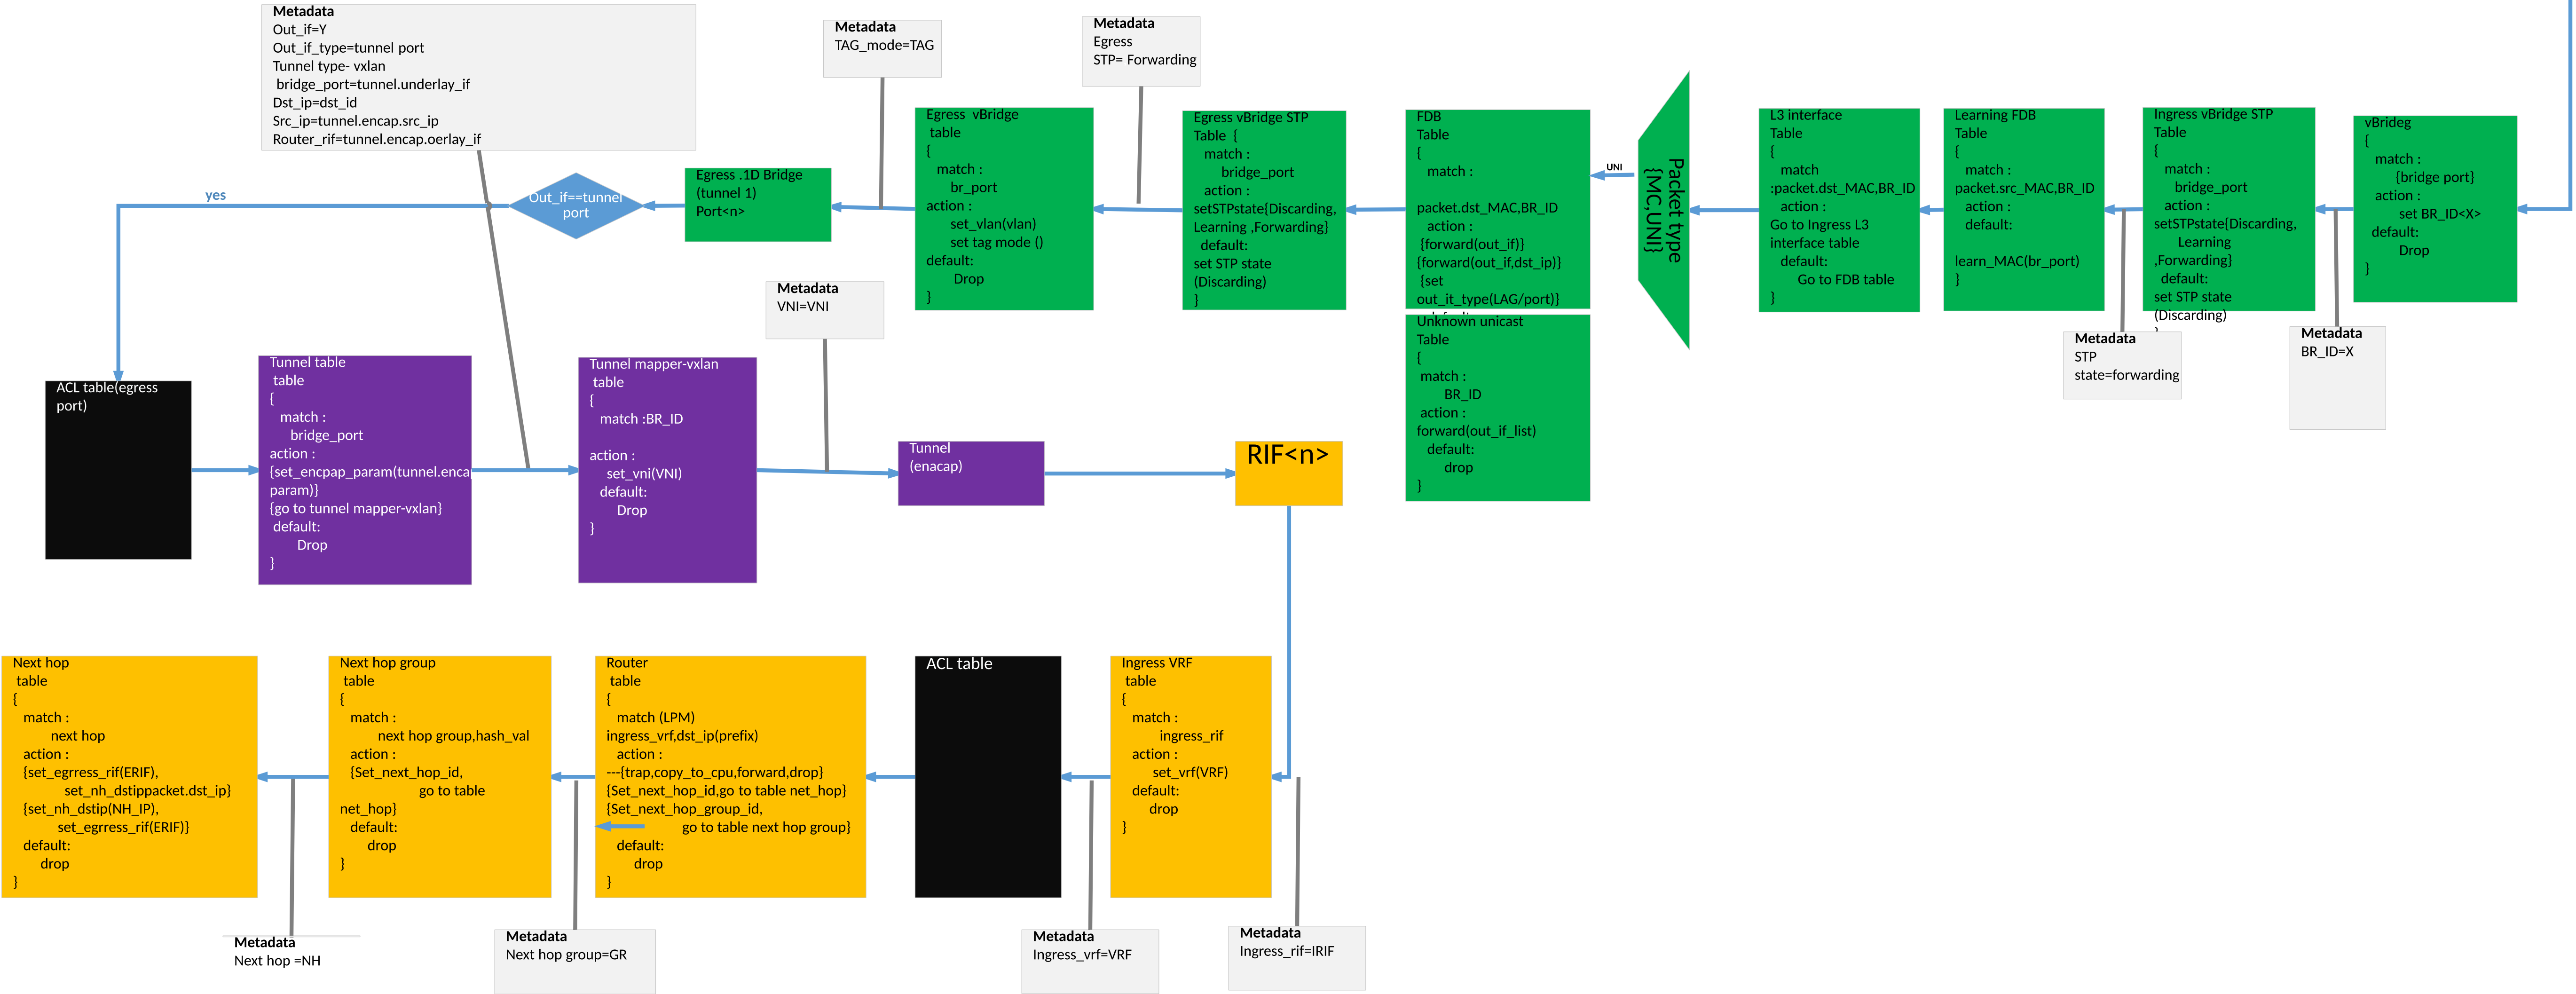 Metadata
Out_if=Y
Out_if_type=tunnel port
Tunnel type- vxlan
bridge_port=tunnel.underlay_if
Dst_ip=dst_id
Src_ip=tunnel.encap.src_ip
Router_rif=tunnel.encap.oerlay_if
Metadata
TAG_mode=TAG
Metadata
Egress
STP= Forwarding
yes
Out_if==tunnel
port
Egress .1D Bridge
(tunnel 1)
Port<n>
Egress  vBridge
table
{
match :
br_port
action :
set_vlan(vlan)
set tag mode ()
default:
Drop
}
Egress vBridge STP
Table  {
match :
bridge_port
action :
setSTPstate{Discarding,
Learning ,Forwarding}
default:
set STP state
(Discarding)
}
FDB
Table
{
match :
packet.dst_MAC,BR_ID
action :
{forward(out_if)}
{forward(out_if,dst_ip)}
{set
out_it_type(LAG/port)}
UNI
Packet type
{MC,UNI}
L3 interface
Table
{
match
:packet.dst_MAC,BR_ID
action :
Go to Ingress L3
interface table
default:
Go to FDB table
}
Learning FDB
Table
{
match :
packet.src_MAC,BR_ID
action :
default:
learn_MAC(br_port)
}
Ingress vBridge STP
Table
{
match :
bridge_port
action :
setSTPstate{Discarding,
Learning
,Forwarding}
default:
set STP state
(Discarding)
}
vBrideg
{
match :
{bridge port}
action :
set BR_ID<X>
default:
Drop
}
Metadata
VNI=VNI
Unknown unicast
Table
{
match :
BR_ID
action :
forward(out_if_list)
default:
drop
}
Metadata
STP
state=forwarding
Metadata
BR_ID=X
ACL table(egress
port)
Tunnel table
table
{
match :
bridge_port
action :
{set_encpap_param(tunnel.encap
param)}
{go to tunnel mapper-vxlan}
default:
Drop
}
Tunnel mapper-vxlan
table
{
match :BR_ID
action :
set_vni(VNI)
default:
Drop
}
Tunnel
(enacap)
RIF<n>
Next hop
table
{
match :
next hop
action :
{set_egrress_rif(ERIF),
set_nh_dstippacket.dst_ip}
{set_nh_dstip(NH_IP),
set_egrress_rif(ERIF)}
default:
drop
}
Next hop group
table
{
match :
next hop group,hash_val
action :
{Set_next_hop_id,
go to table
net_hop}
default:
drop
}
Router
table
{
match (LPM)
ingress_vrf,dst_ip(prefix)
action :
---{trap,copy_to_cpu,forward,drop}
{Set_next_hop_id,go to table net_hop}
{Set_next_hop_group_id,
go to table next hop group}
default:
drop
}
ACL table
Ingress VRF
table
{
match :
ingress_rif
action :
set_vrf(VRF)
default:
drop
}
Metadata
Next hop =NH
Metadata
Next hop group=GR
Metadata
Ingress_vrf=VRF
Metadata
Ingress_rif=IRIF